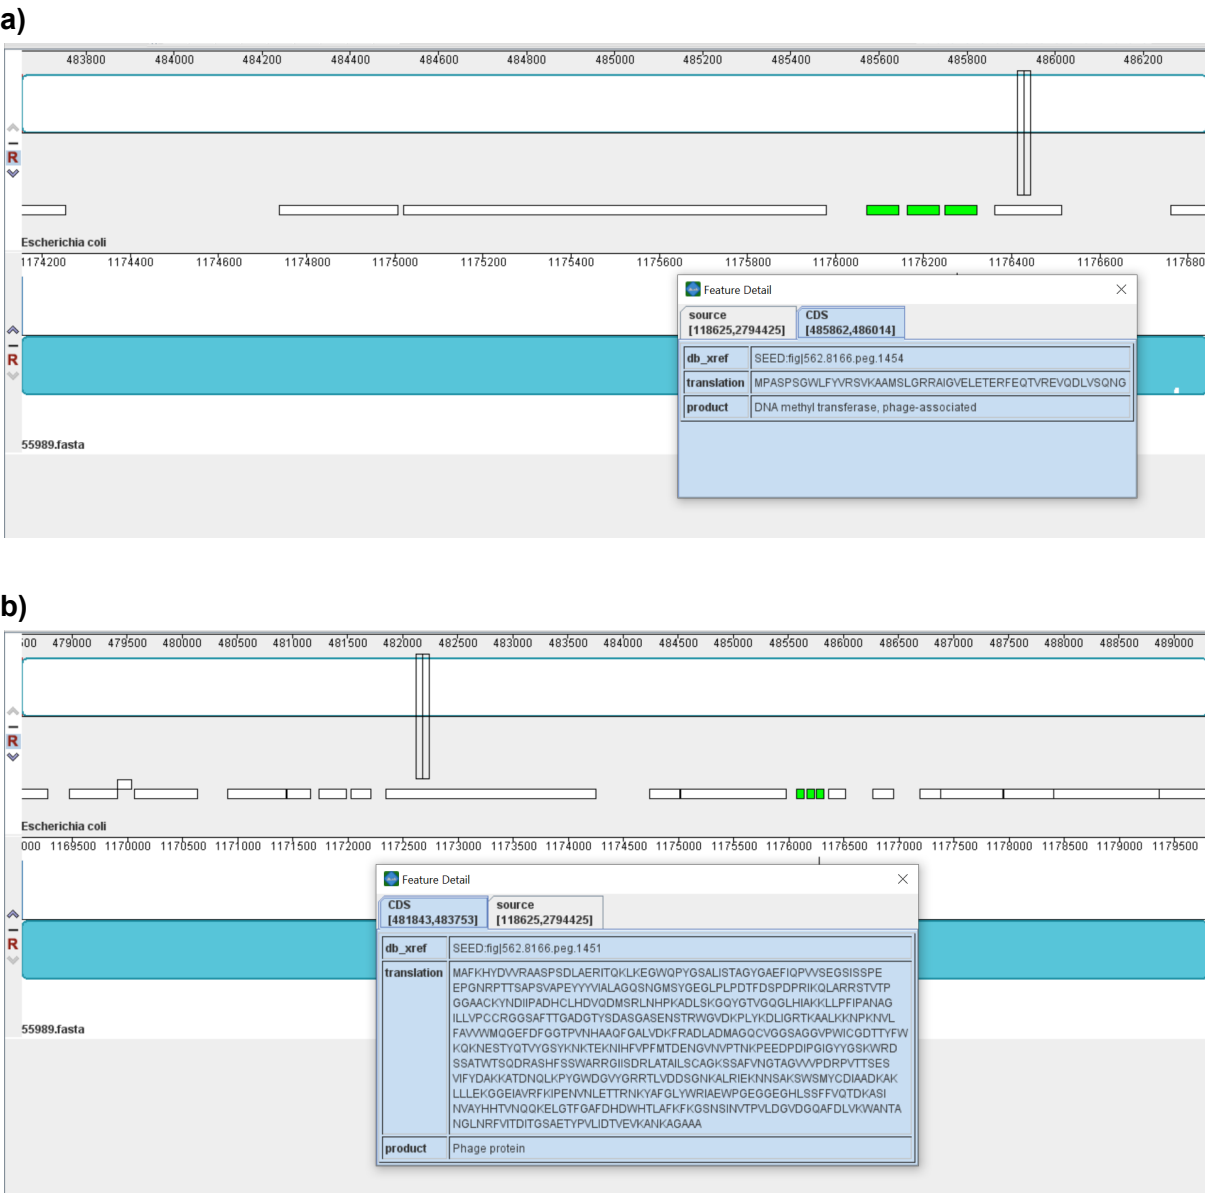 a)
483800 484000 484200 484400 484600 484800 485000 485200 485400 485600 485800 486000 486200
R
Escherichia coli
1174200 1174400 1174600 1174800 1175000 1175200 1175400 1175600 1175800 1176000 1176200 1176400 1176600 117680
Feature Detail
source CDS
[118625,2794425] [485862,486014]
R
db_xref SEED:fig|562.8166.peg.1454
translation MPASPSGWLFYVRSVKAAMSLGRRAIGVELETERFEQTVREVQDLVSQNG
product DNA methyl transferase, phage-associated
55989.fasta
b)
500 479000 479500 480000 480500 481000 481500 482000 482500 483000 483500 484000 484500 485000 485500 486000 486500 487000 487500 488000 488500 489000
R
Escherichia coli
000 1169500 1170000 1170500 1171000 1171500 1172000 1172500 1173000 1173500 1174000 1174500 1175000 1175500 1176000 1176500 1177000 1177500 1178000 1178500 1179000 1179500
Feature Detail
CDS source
[481843,483753] [118625,2794425]
R
db_xref SEED:fig|562.8166.peg.1451
translation MAFKHYDVVRAASPSDLAERITQKLKEGWQPYGSALISTAGYGAEFIQPVVSEGSISSPE
EPGNRPTTSAPSVAPEYYYVIALAGQSNGMSYGEGLPLPDTFDSPDPRIKQLARRSTVTP
GGAACKYNDIIPADHCLHDVQDMSRLNHPKADLSKGQYGTVGQGLHIAKKLLPFIPANAG
ILLVPCCRGGSAFTTGADGTYSDASGASENSTRWGVDKPLYKDLIGRTKAALKKNPKNVL
FAVVWMQGEFDFGGTPVNHAAQFGALVDKFRADLADMAGQCVGGSAGGVPWICGDTTYFW
KQKNESTYQTVYGSYKNKTEKNIHFVPFMTDENGVNVPTNKPEEDPDIPGIGYYGSKWRD
SSATWTSQDRASHFSSWARRGIISDRLATAILSCAGKSSAFVNGTAGVVVPDRPVTTSES
VIFYDAKKATDNQLKPYGWDGVYGRRTLVDDSGNKALRIEKNNSAKSWSMYCDIAADKAK
LLLEKGGEIAVRFKIPENVNLETTRNKYAFGLYWRIAEWPGEGGEGHLSSFFVQTDKASI
NVAYHHTVNQQKELGTFGAFDHDWHTLAFKFKGSNSINVTPVLDGVDGQAFDLVKWANTA
NGLNRFVITDITGSAETYPVLIDTVEVKANKAGAAA
product Phage protein
55989.fasta